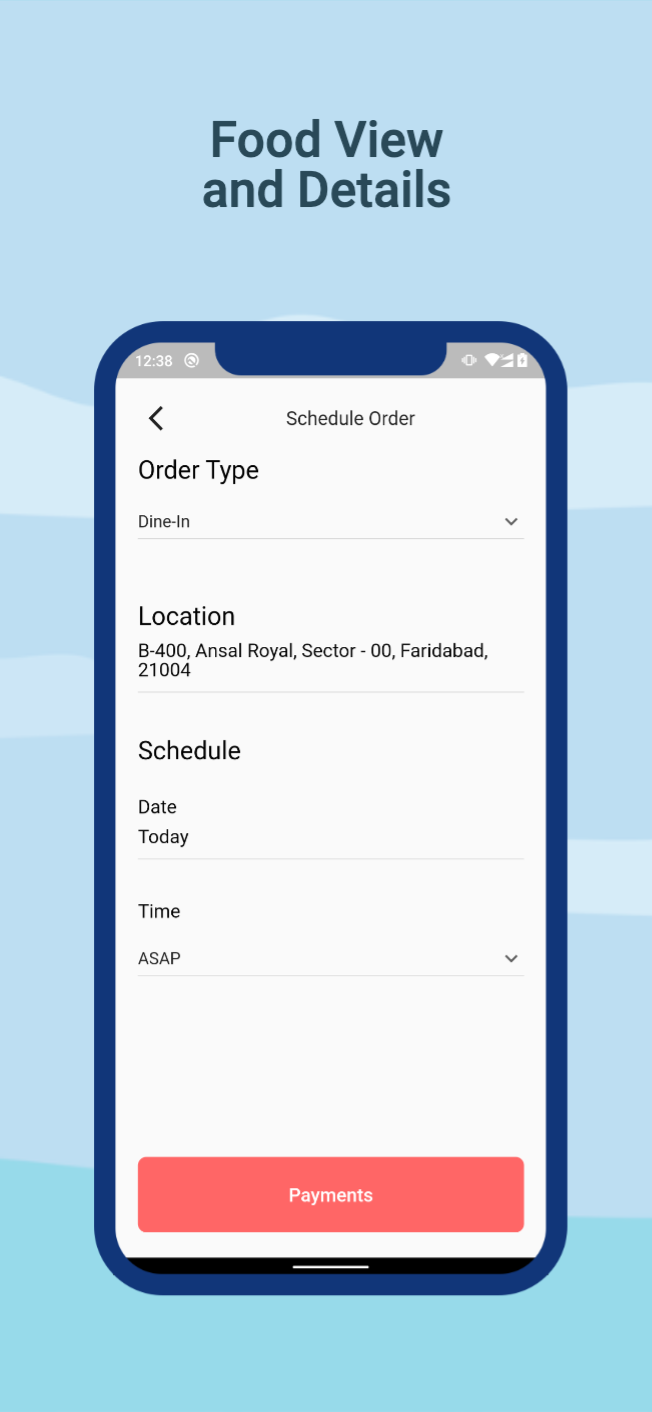 Food View
and Details
12:38
Schedule Order
Order Type
Dine-In
Location
B-400, Ansal Royal, Sector - 00, Faridabad,
21004
Schedule
Date
Today
Time
ASAP
Payments